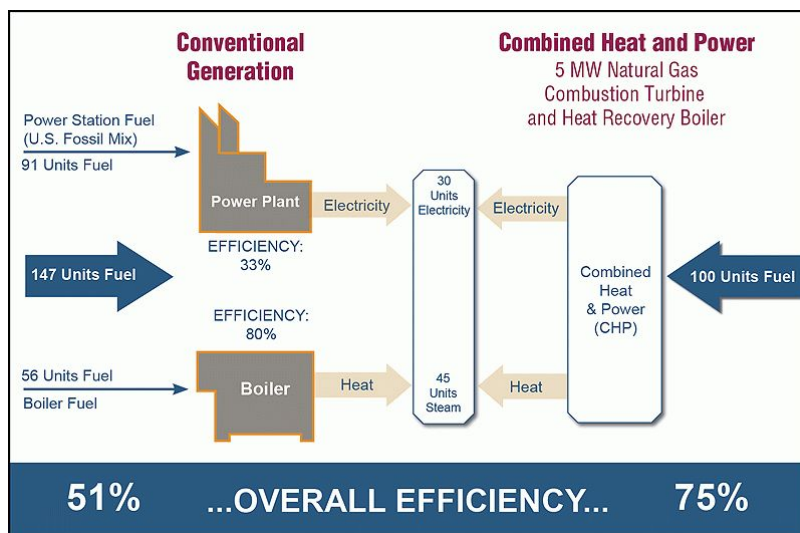 Conventional
Generation
Combined Heat and Power
5 MW Natural Gas
Combustion Turbine
and Heat Recovery Boiler
Power Station Fuel
(U.S. Fossil Mix)
91 Units Fuel
Power Plant
EFFICIENCY:
33%
Electricity
30
Units
Electricity
Electricity
147 Units Fuel
Combined
Heat
& Power
(CHP)
100 Units Fuel
EFFICIENCY:
80%
56 Units Fuel
Boiler Fuel
Boiler
Heat
45
Units
Steam
Heat
51% ...OVERALL EFFICIENCY... 75%